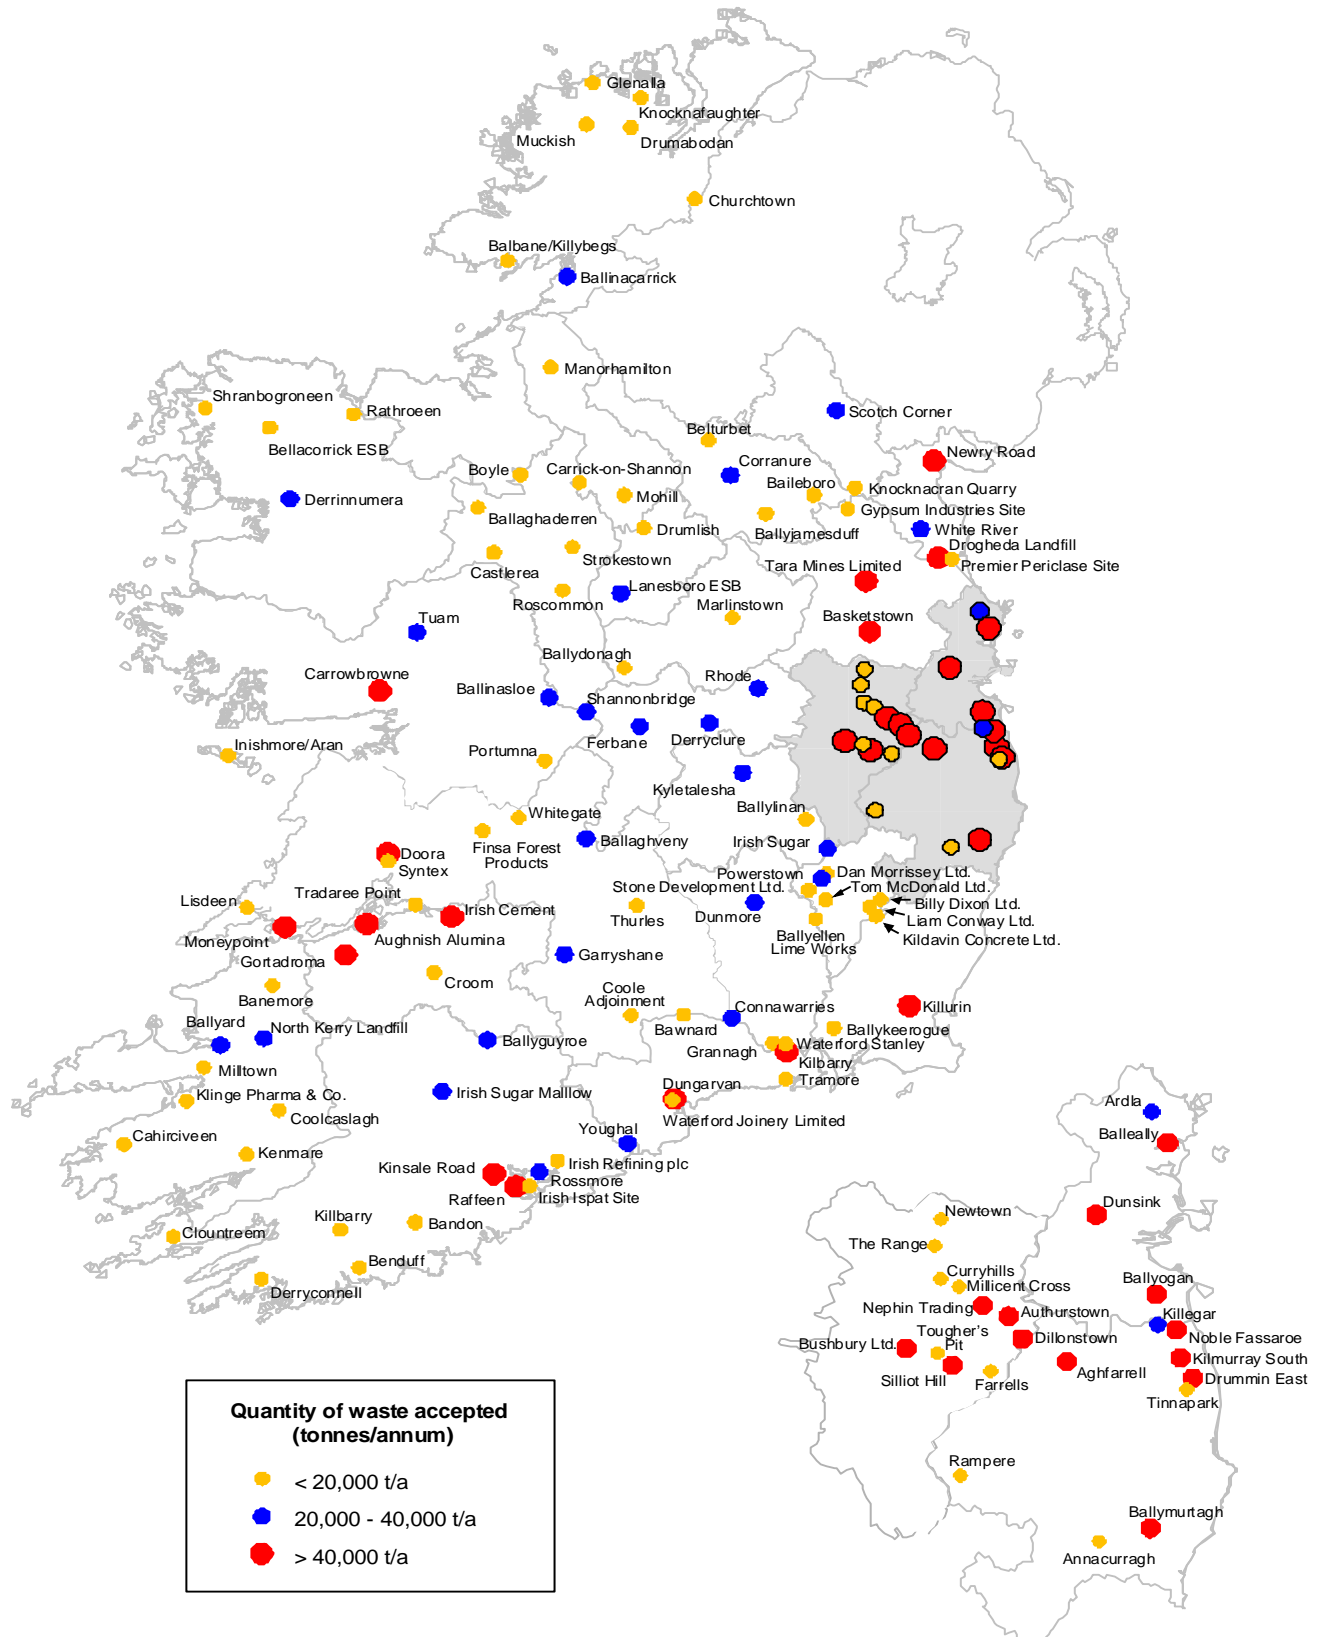 Glenalla
Knocknafaughter
Muckish
Drumabodan
Churchtown
Balbane/Killybegs
Ballinacarrick
Manorhamilton
Shranbogroneen
Rathroeen
Scotch Corner
Belturbet
Bellacorrick ESB
Newry Road
Boyle
Carrick-on-Shannon
Corranure
Baileboro
Knocknacran Quarry
Derrinnumera
Mohill
Gypsum Industries Site
Ballaghaderren
Drumlish
Ballyjamesduff
White River
Drogheda Landfill
Castlerea
Strokestown
Tara Mines Limited
Premier Periclase Site
Lanesboro ESB
Roscommon
Marlinstown
Basketstown
Tuam
Ballydonagh
Carrowbrowne
Rhode
Ballinasloe
Shannonbridge
Ferbane
Derryclure
Inishmore/Aran
Portumna
Kyletalesha
Ballylinan
Whitegate
Finsa Forest
Products
Ballaghveny
Irish Sugar
Doora
Syntex
Powerstown
Dan Morrissey Ltd.
Stone Development Ltd.
Tom McDonald Ltd.
Tradaree Point
Lisdeen
Irish Cement
Thurles
Dunmore
Billy Dixon Ltd.
Liam Conway Ltd.
Moneypoint
Aughnish Alumina
Ballyellen
Lime Works
Kildavin Concrete Ltd.
Gortadroma
Garryshane
Croom
Banemore
Coole
Adjoinment
Connawarries
Killurin
Ballyard
North Kerry Landfill
Bawnard
Ballykeerogue
Ballyguyroe
Waterford Stanley
Grannagh
Kilbarry
Milltown
Tramore
Klinge Pharma & Co.
Irish Sugar Malllow
Dungarvan
Coolcaslagh
Waterford Joinery Limited
Ardla
Cahirciveen
Youghal
Balleally
Kenmare
Irish Refining plc
Kinsale Road
Rossmore
Raffeen
Irish Ispat Site
Dunsink
Newtown
Killbarry
Bandon
Clountreem
The Range
Benduff
Curryhills
Ballyogan
Millicent Cross
Derryconnell
Nephin Trading
Authurstown
Killegar
Tougher's
Pit
Dillonstown
Noble Fassaroe
Bushbury Ltd.
Kilmurray South
Silliot Hill
Aghfarrell
Drummin East
Farrells
Tinnapark
Rampere
Ballymurtagh
Annacurragh
Quantity of waste accepted
(tonnes/annum)
< 20,000 t/a
20,000 - 40,000 t/a
> 40,000 t/a